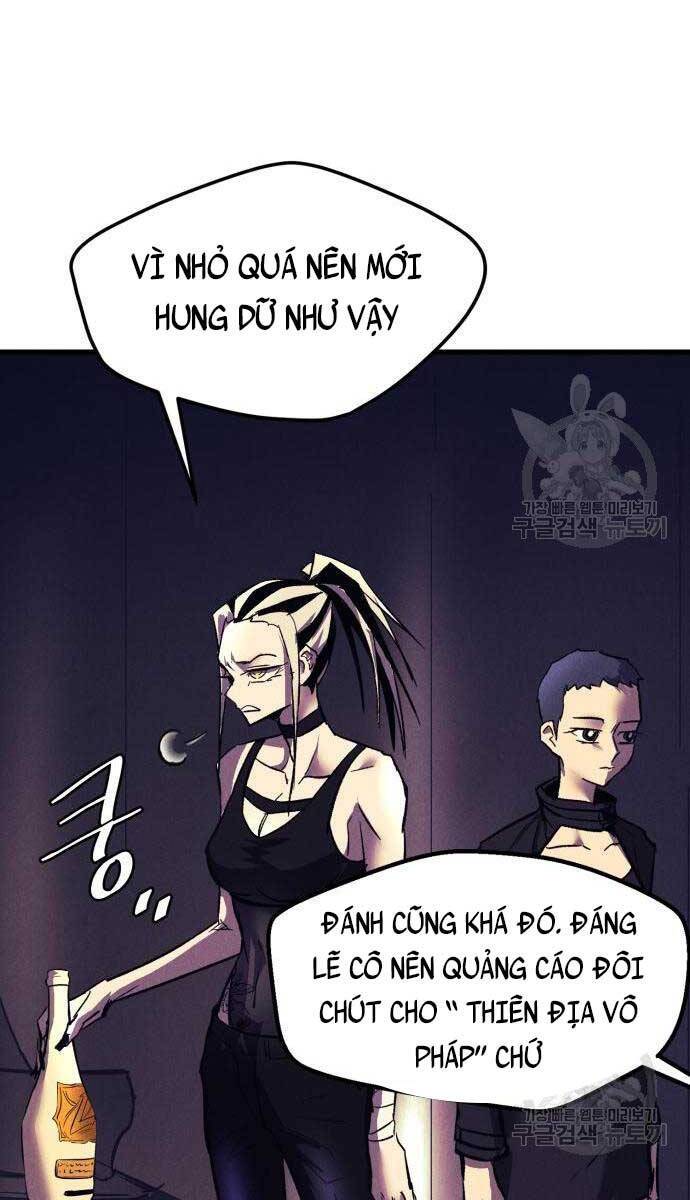 VÌ NHỎ QUÁ NÊN MỚI
HUNG DỮ NHƯ VẬY
가장 빠른 웹툰 미리보기
구글검색 뉴토끼
쿵
ĐÁNH CŨNG KHÁ ĐÓ. ĐÁNG
LẼ CÔ NÊN QUẢNG CÁO ĐÔI
CHÚT CHO “ THIÊN ĐỊA VÔ
PHÁP” CHỨ
가장 빠른 웹툰 미리보기
구글검색 뉴토끼